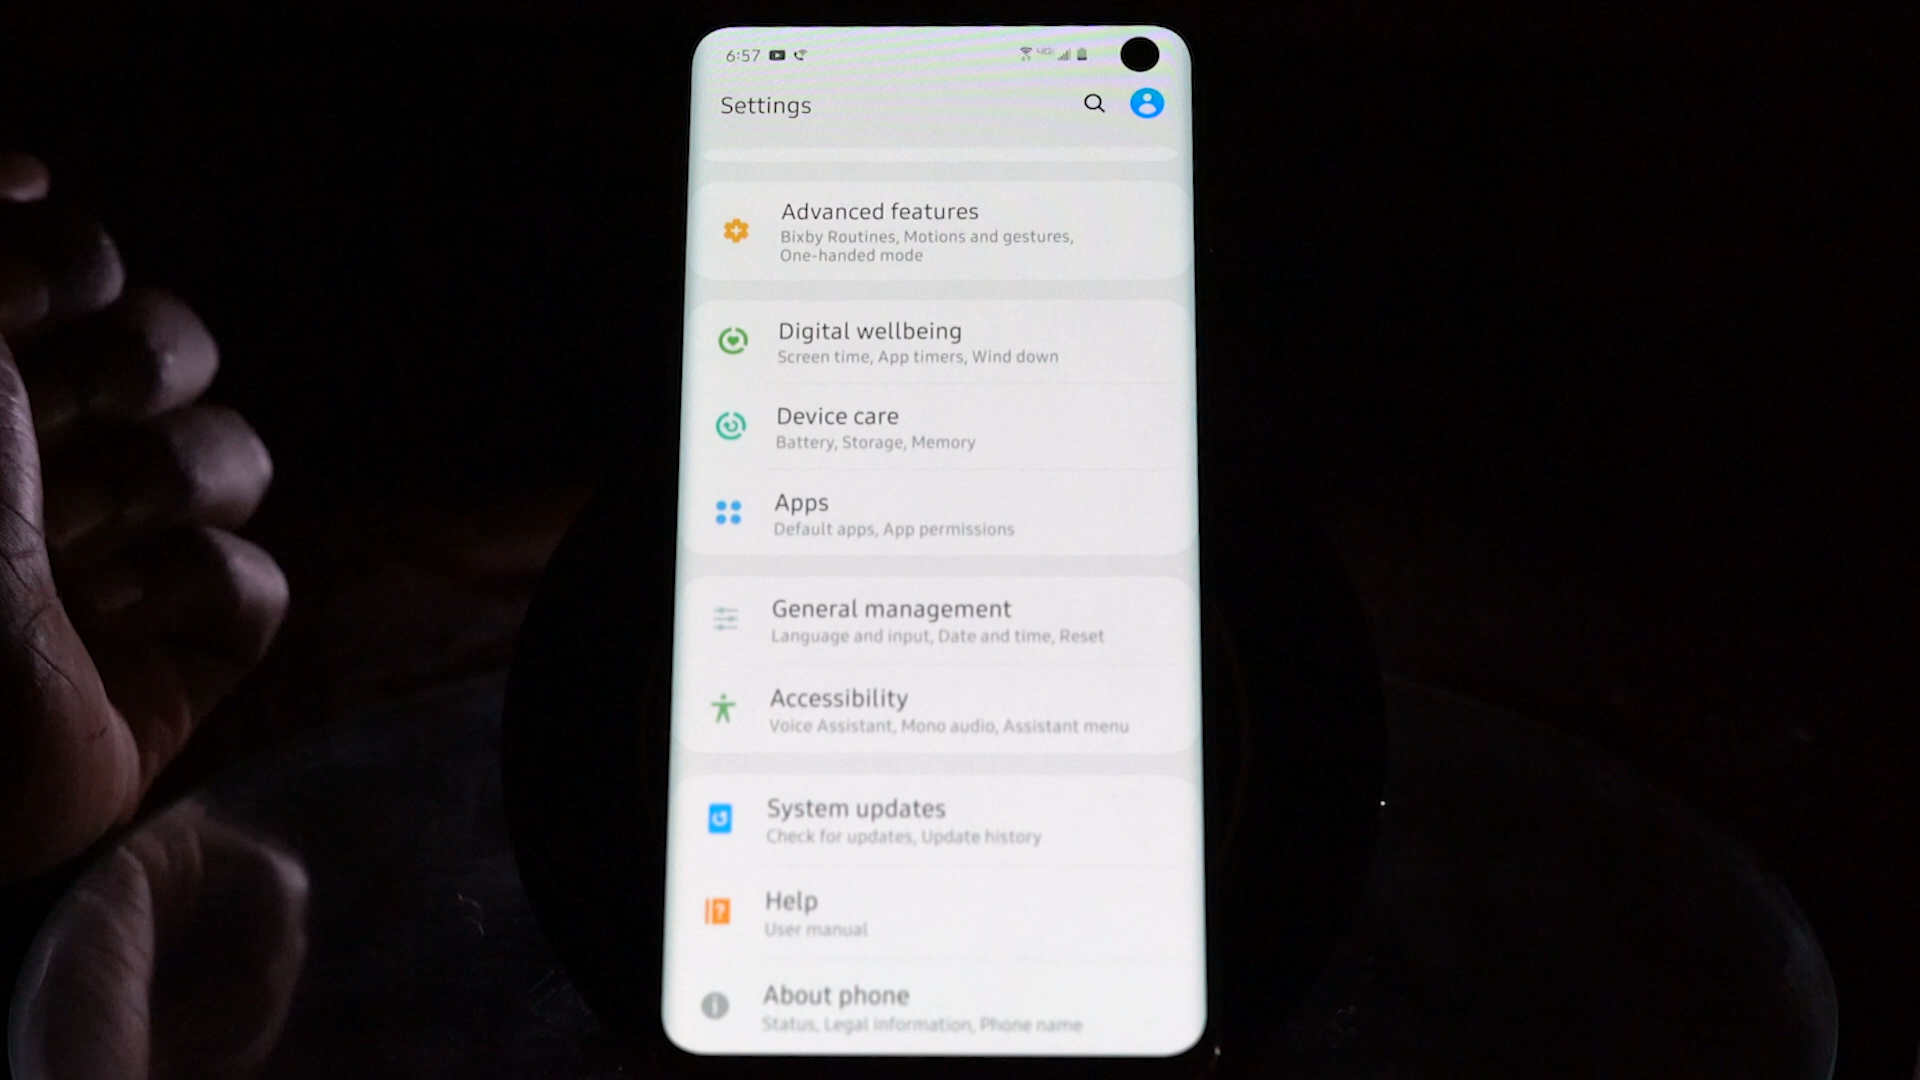 6:57
Settings
Advanced features
Bixby Routines, Motions and gestures,
One-handed mode
Digital wellbeing
Screen time, App timers, Wind down
Device care
Battery, Storage, Memory
Apps
Default apps, App permissions
General management
Language and input, Date and time, Reset
Accessibility
Voice Assistant, Mono audio, Assistant menu
System updates
Check for updates, Update history
Help
User manual
About phone
Status, Legal information, Phone name